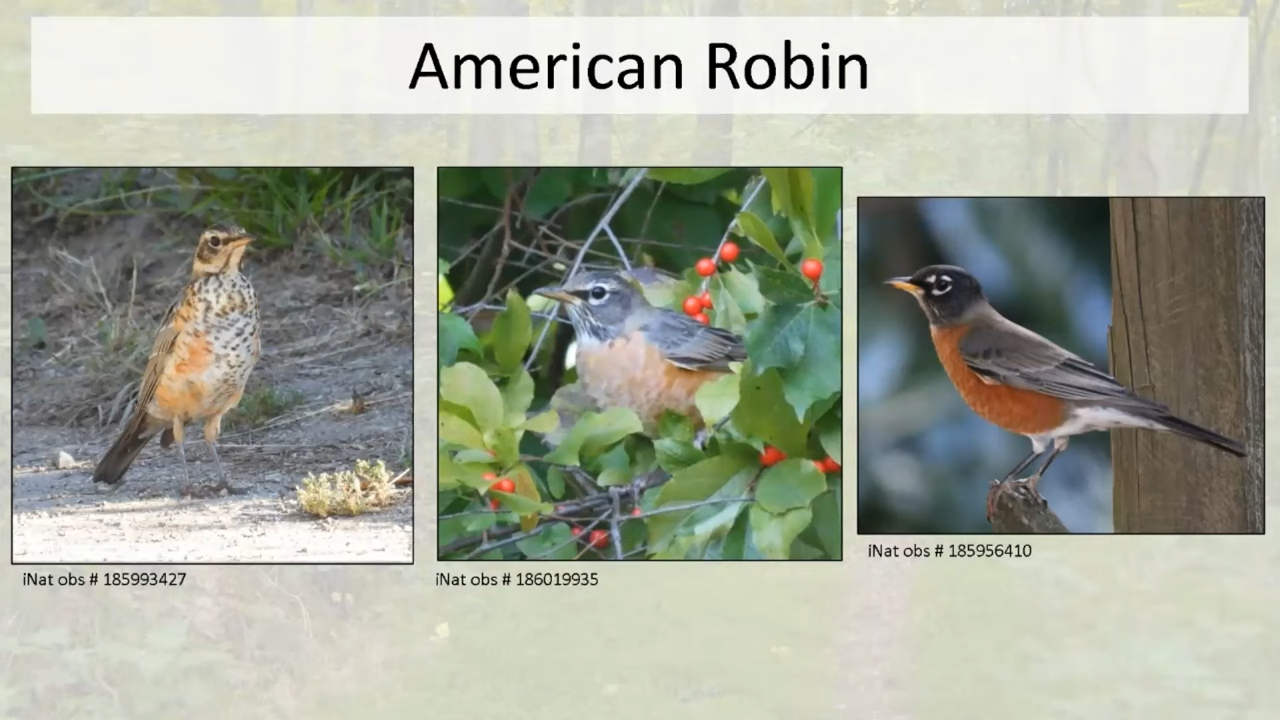 American Robin
iNat obs # 185993427
iNat obs # 186019935
iNat obs # 185956410